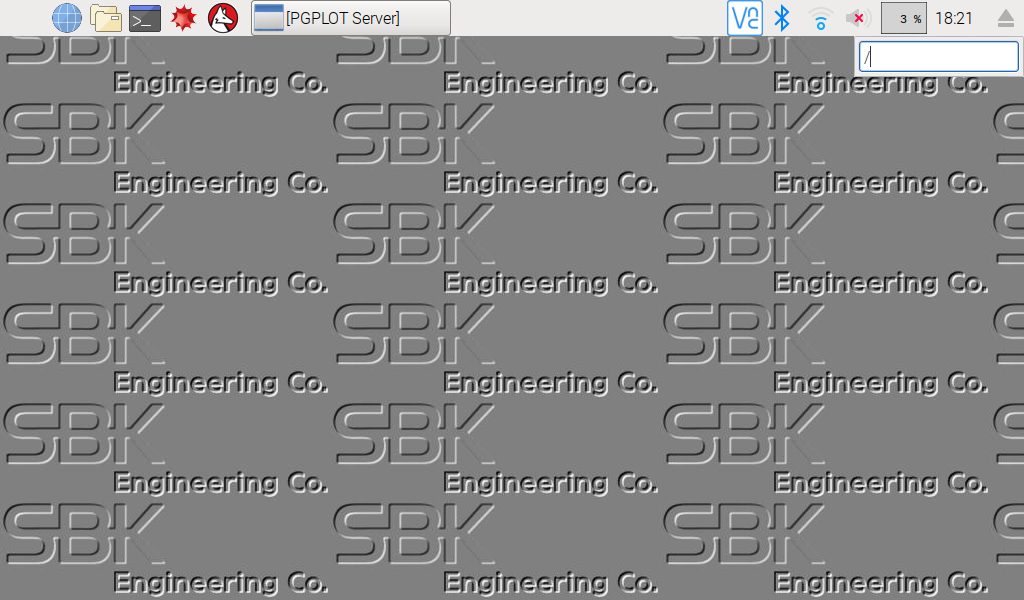 [PGPLOT Server]
V2
3 %
18:21
/
Engineering Co. Engineering Co. Engineering Co.
SBK SBK SBK S
Engineering Co. Engineering Co. Engineering Co.
SBK SBK SBK S
Engineering Co. Engineering Co. Engineering Co.
SBK SBK SBK S
Engineering Co. Engineering Co. Engineering Co.
SBK SBK SBK S
Engineering Co. Engineering Co. Engineering Co.
SBK SBK SBK S
Engineering Co. Engineering Co. Engineering Co.